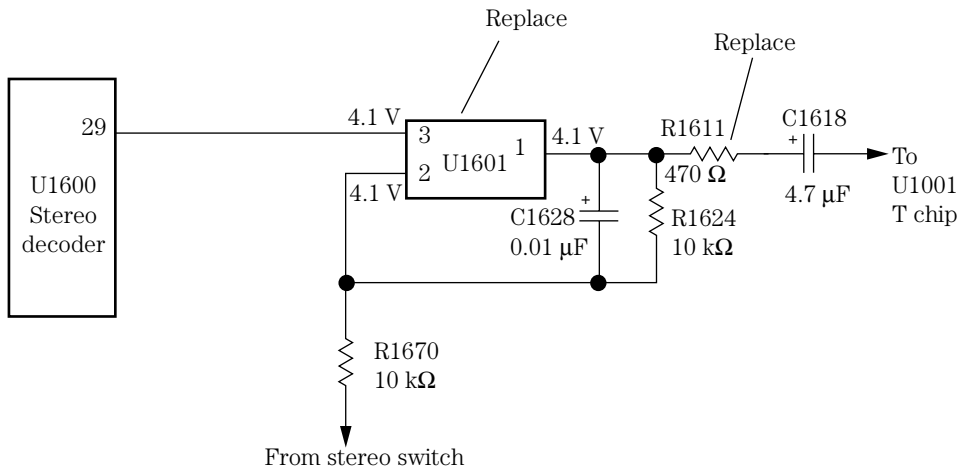 Replace
Replace
29
4.1 V
3
2
1
U1601
4.1 V
4.1 V
R1611
470 Ω
C1618
+
4.7 µF
To
U1001
T chip
U1600
Stereo
decoder
+
C1628
0.01 µF
R1624
10 kΩ
R1670
10 kΩ
From stereo switch